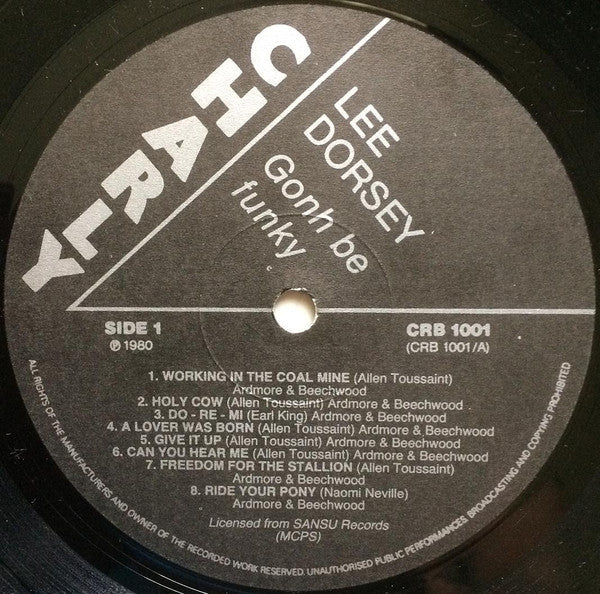 CHARLY
LEE
DORSEY
Gonh be
funky
SIDE 1
℗ 1980
CRB 1001
(CRB 1001/A)
1. WORKING IN THE COAL MINE (Allen Toussaint)
Ardmore & Beechwood
2. HOLY COW (Allen Toussaint) Ardmore & Beechwood
3. DO - RE - MI (Earl King) Ardmore & Beechwood
4. A LOVER WAS BORN (Allen Toussaint) Ardmore & Beechwood
5. GIVE IT UP (Allen Toussaint) Ardmore & Beechwood
6. CAN YOU HEAR ME (Allen Toussaint) Ardmore & Beechwood
7. FREEDOM FOR THE STALLION (Allen Toussaint)
Ardmore & Beechwood
8. RIDE YOUR PONY (Naomi Neville)
Ardmore & Beechwood
Licensed from SANSU Records
(MCPS)
ALL RIGHTS OF THE MANUFACTURERS AND OWNER OF THE RECORDED WORK RESERVED. UNAUTHORISED PUBLIC PERFORMANCES, BROADCASTING AND COPYING PROHIBITED